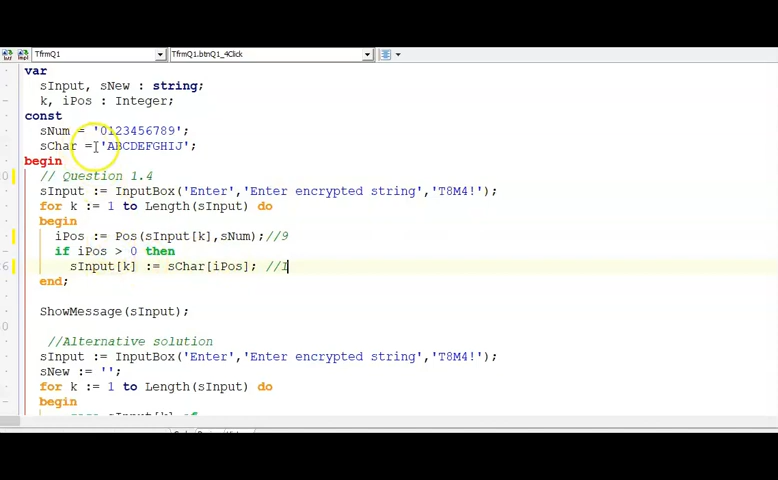 TfrmQ1 TfrmQ1.btnQ1_4Click
var
sInput, sNew : string;
k, iPos : Integer;
const
sNum = '0123456789';
sChar = 'ABCDEFGHIJ';
begin
// Question 1.4
sInput := InputBox('Enter','Enter encrypted string','T8M4!');
for k := 1 to Length(sInput) do
begin
iPos := Pos(sInput[k],sNum);//9
if iPos > 0 then
sInput[k] := sChar[iPos]; //I
end;
ShowMessage(sInput);
//Alternative solution
sInput := InputBox('Enter','Enter encrypted string','T8M4!');
sNew := '';
for k := 1 to Length(sInput) do
begin